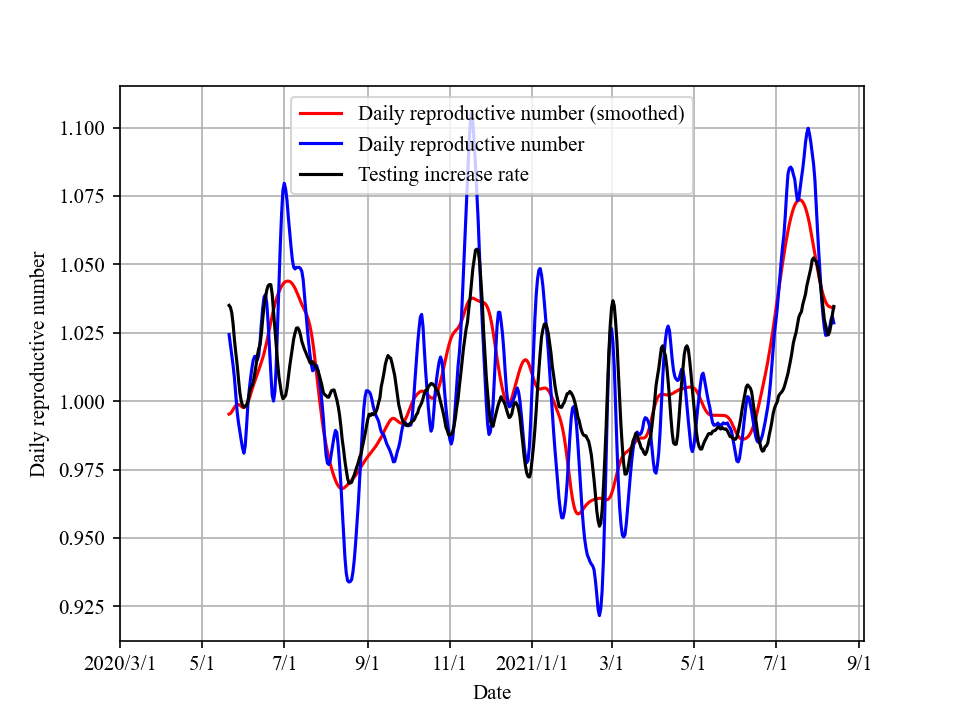 Daily reproductive number (smoothed)
Daily reproductive number
Testing increase rate
1.100
1.075
1.050
1.025
1.000
0.975
0.950
0.925
Daily reproductive number
2020/3/1 5/1 7/1 9/1 11/1 2021/1/1 3/1 5/1 7/1 9/1
Date